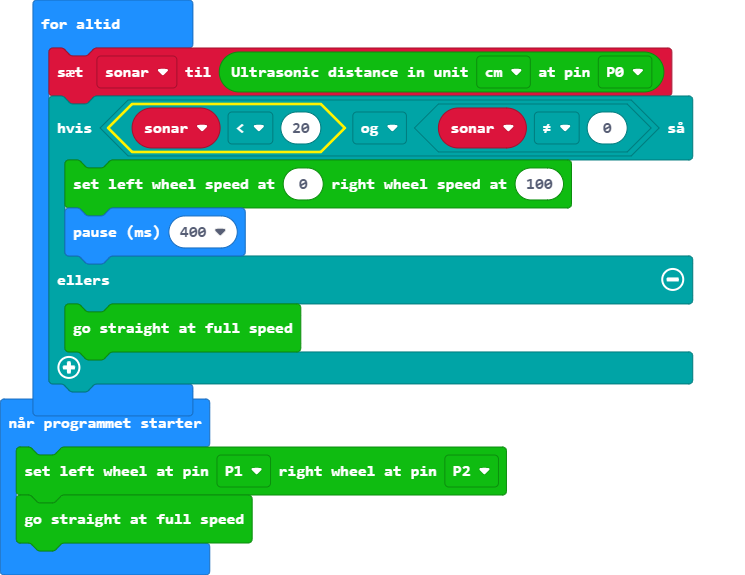 for altid
sæt sonar til Ultrasonic distance in unit cm at pin P0
hvis sonar < 20 og sonar ≠ 0 så
set left wheel speed at 0 right wheel speed at 100
pause (ms) 400
ellers
go straight at full speed
når programmet starter
set left wheel at pin P1 right wheel at pin P2
go straight at full speed